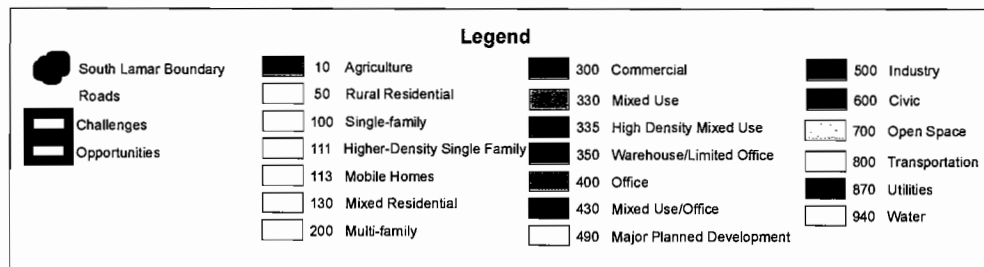 Legend
South Lamar Boundary
Roads
Challenges
Opportunities
10 Agriculture
50 Rural Residential
100 Single-family
111 Higher-Density Single Family
113 Mobile Homes
130 Mixed Residential
200 Multi-family
300 Commercial
330 Mixed Use
335 High Density Mixed Use
350 Warehouse/Limited Office
400 Office
430 Mixed Use/Office
490 Major Planned Development
500 Industry
600 Civic
700 Open Space
800 Transportation
870 Utilities
940 Water